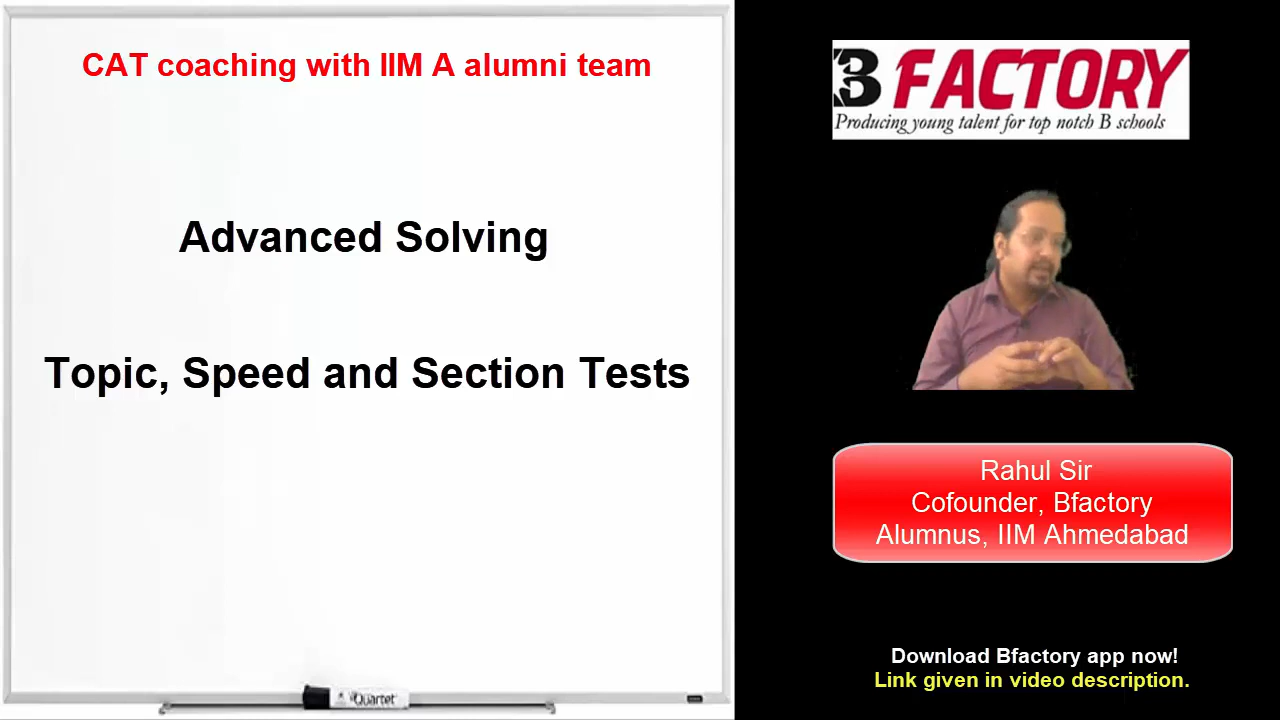 CAT coaching with IIM A alumni team
Advanced Solving
Topic, Speed and Section Tests
Quartet
B FACTORY
Producing young talent for top notch B schools
Rahul Sir
Cofounder, Bfactory
Alumnus, IIM Ahmedabad
Download Bfactory app now!
Link given in video description.